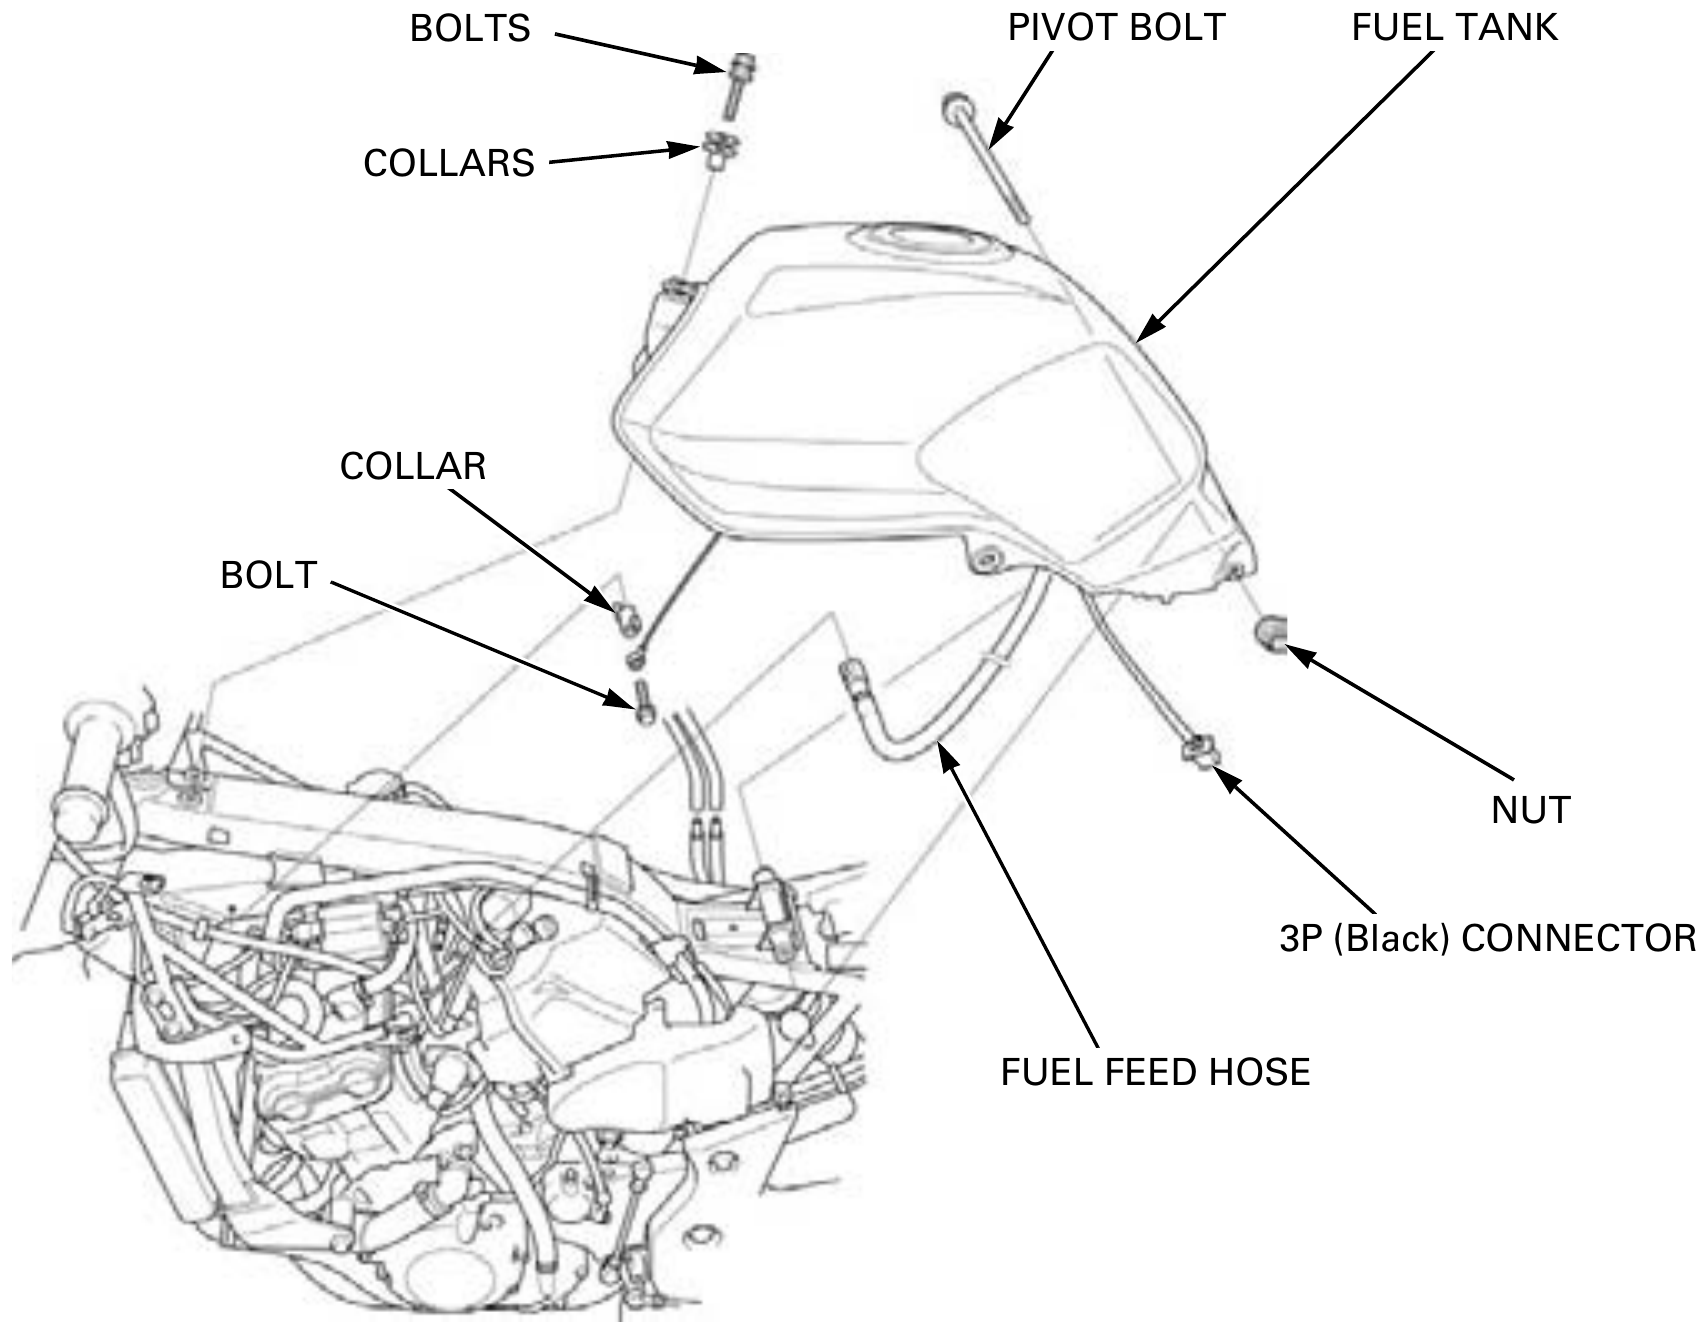 BOLTS
PIVOT BOLT
FUEL TANK
COLLARS
COLLAR
BOLT
NUT
3P (Black) CONNECTOR
FUEL FEED HOSE